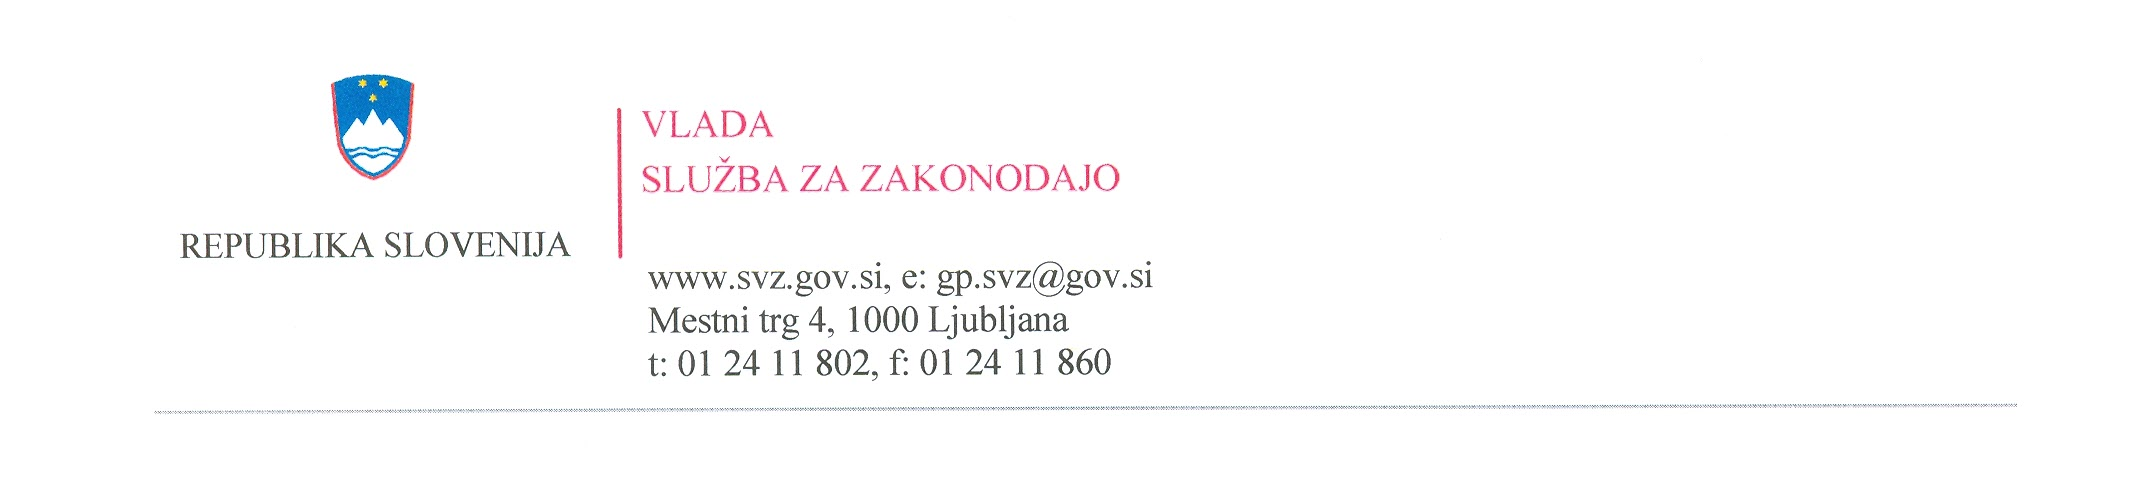 REPUBLIKA SLOVENIJA
VLADA
SLUŽBA ZA ZAKONODAJO
www.svz.gov.si, e: gp.svz@gov.si
Mestni trg 4, 1000 Ljubljana
t: 01 24 11 802, f: 01 24 11 860